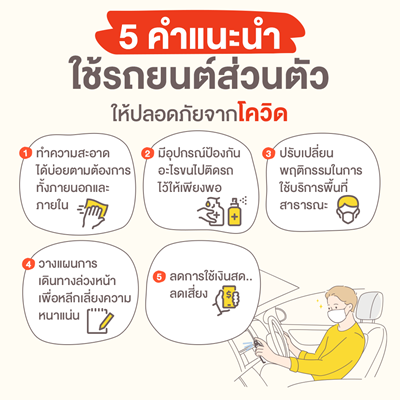 5 คำแนะนำ
ใช้รถยนต์ส่วนตัว
ให้ปลอดภัยจากโควิด
1 ทำความสะอาด
ได้บ่อยตามต้องการ
ทั้งภายนอกและ
ภายใน
2 มีอุปกรณ์ป้องกัน
อะไรขนไปติดรถ
ไว้ให้เพียงพอ
3 ปรับเปลี่ยน
พฤติกรรมในการ
ใช้บริการพื้นที่
สาธารณะ
4 วางแผนการ
เดินทางล่วงหน้า
เพื่อหลีกเลี่ยงความ
หนาแน่น
5 ลดการใช้เงินสด..
ลดเสี่ยง